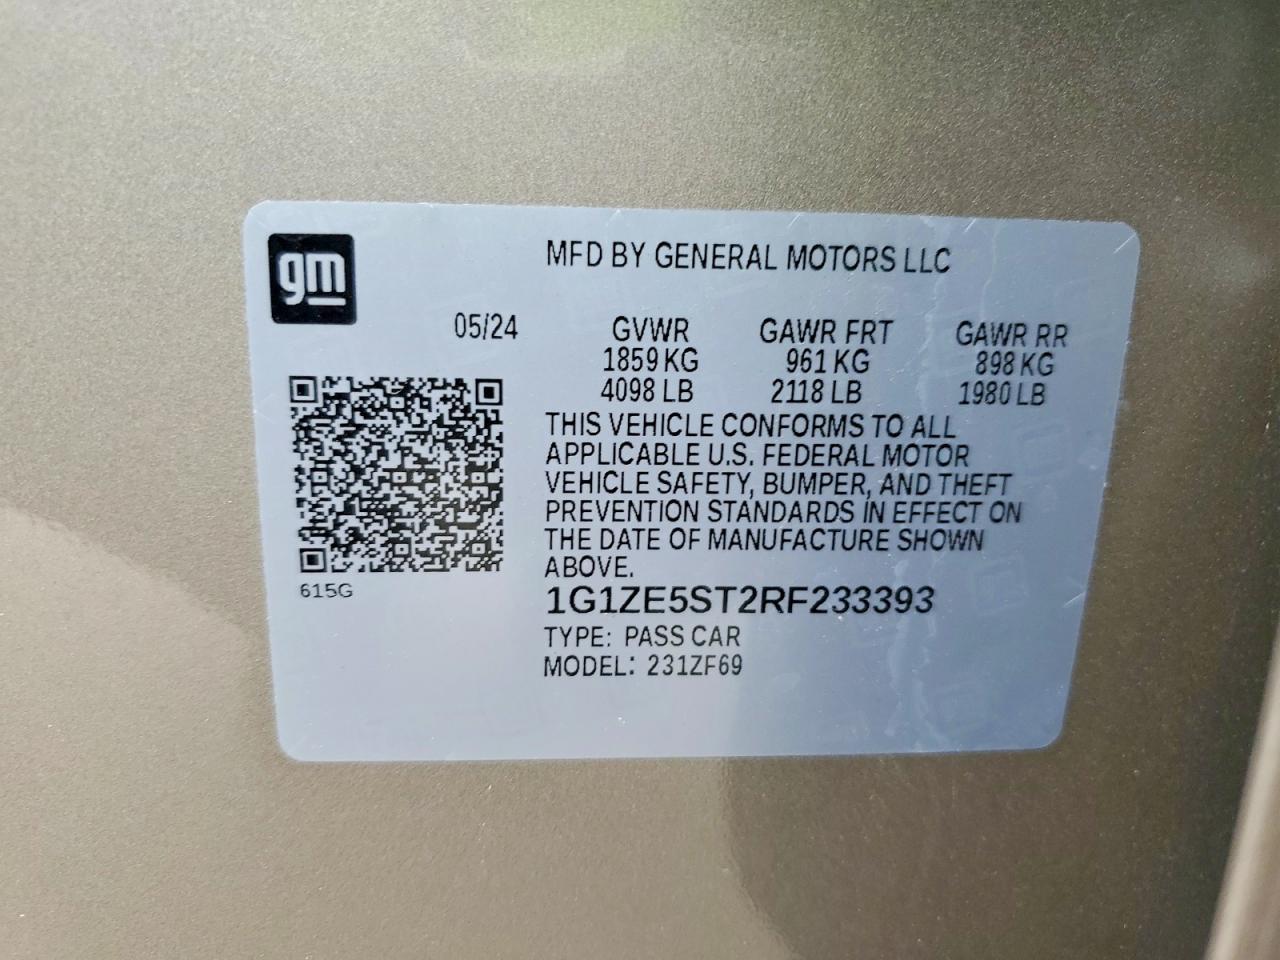 gm
MFD BY GENERAL MOTORS LLC
05/24 GVWR GAWR FRT GAWR RR
1859 KG 961 KG 898 KG
4098 LB 2118 LB 1980 LB
THIS VEHICLE CONFORMS TO ALL
APPLICABLE U.S. FEDERAL MOTOR
VEHICLE SAFETY, BUMPER, AND THEFT
PREVENTION STANDARDS IN EFFECT ON
THE DATE OF MANUFACTURE SHOWN
ABOVE.
615G
1G1ZE5ST2RF233393
TYPE: PASS CAR
MODEL: 231ZF69